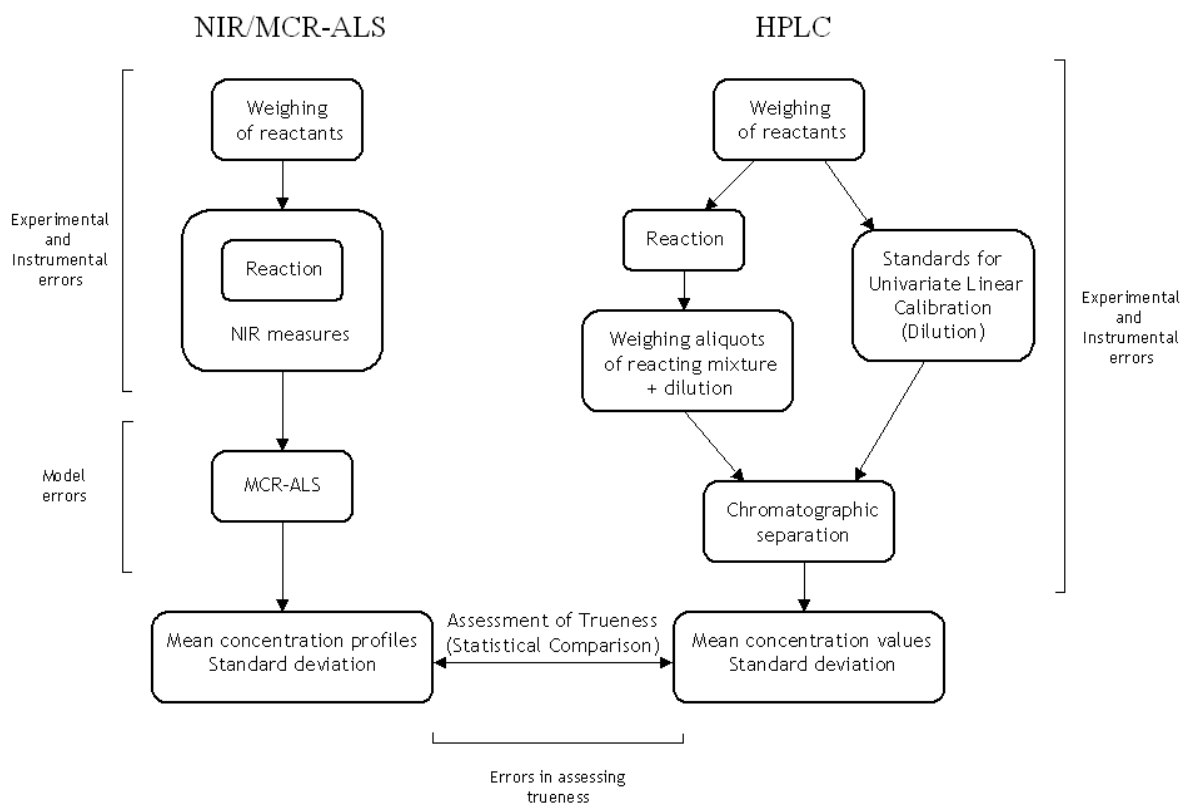 NIR/MCR-ALS
HPLC
Weighing
of reactants
Reaction
NIR measures
MCR-ALS
Mean concentration profiles
Standard deviation
Experimental
and
Instrumental
errors
Model
errors
Weighing
of reactants
Reaction
Standards for
Univariate Linear
Calibration
(Dilution)
Weighing aliquots
of reacting mixture
+ dilution
Chromatographic
separation
Mean concentration values
Standard deviation
Experimental
and
Instrumental
errors
Assessment of Trueness
(Statistical Comparison)
Errors in assessing
trueness